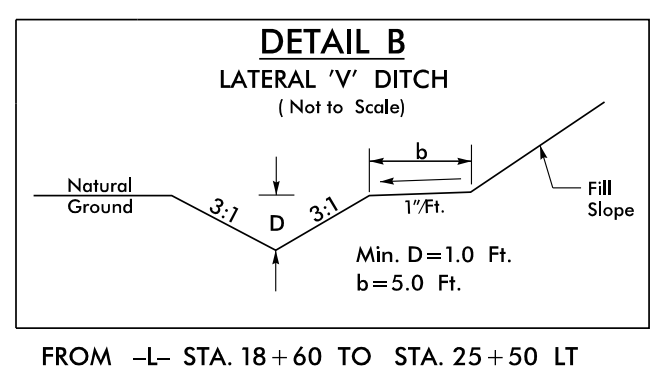 DETAIL B
LATERAL 'V' DITCH
( Not to Scale)
b
Natural
Ground
3:1
D
3:1
1"/Ft.
Fill
Slope
Min. D=1.0 Ft.
b=5.0 Ft.
FROM -L- STA. 18+60 TO STA. 25+50 LT